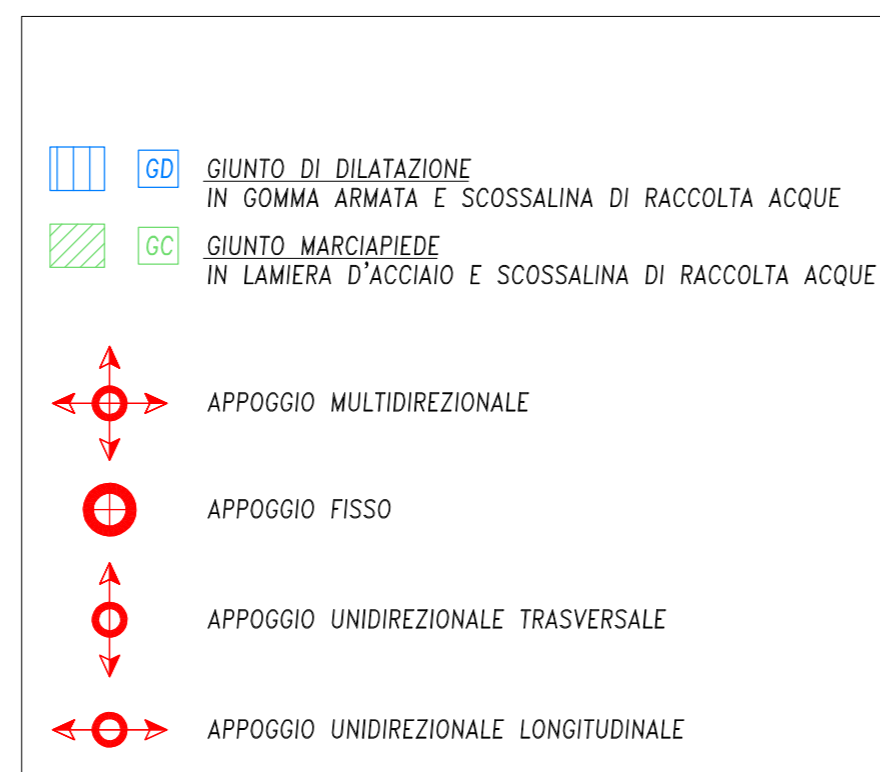 GD GIUNTO DI DILATAZIONE
IN GOMMA ARMATA E SCOSSALINA DI RACCOLTA ACQUE
GC GIUNTO MARCIAPIEDE
IN LAMIERA D'ACCIAIO E SCOSSALINA DI RACCOLTA ACQUE
APPOGGIO MULTIDIREZIONALE
APPOGGIO FISSO
APPOGGIO UNIDIREZIONALE TRASVERSALE
APPOGGIO UNIDIREZIONALE LONGITUDINALE